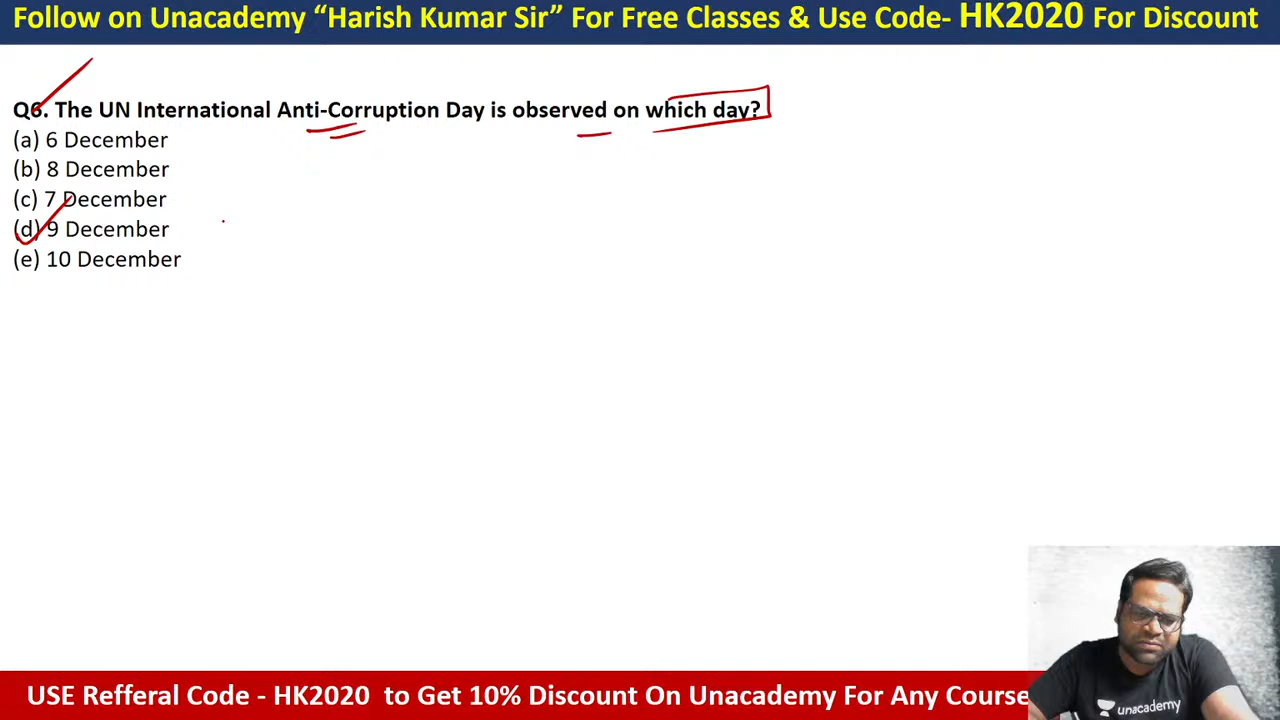 Follow on Unacademy “Harish Kumar Sir” For Free Classes & Use Code- HK2020 For Discount
Q6. The UN International Anti-Corruption Day is observed on which day?
(a) 6 December
(b) 8 December
(c) 7 December
(d) 9 December
(e) 10 December
USE Refferal Code - HK2020 to Get 10% Discount On Unacademy For Any Course
unacademy